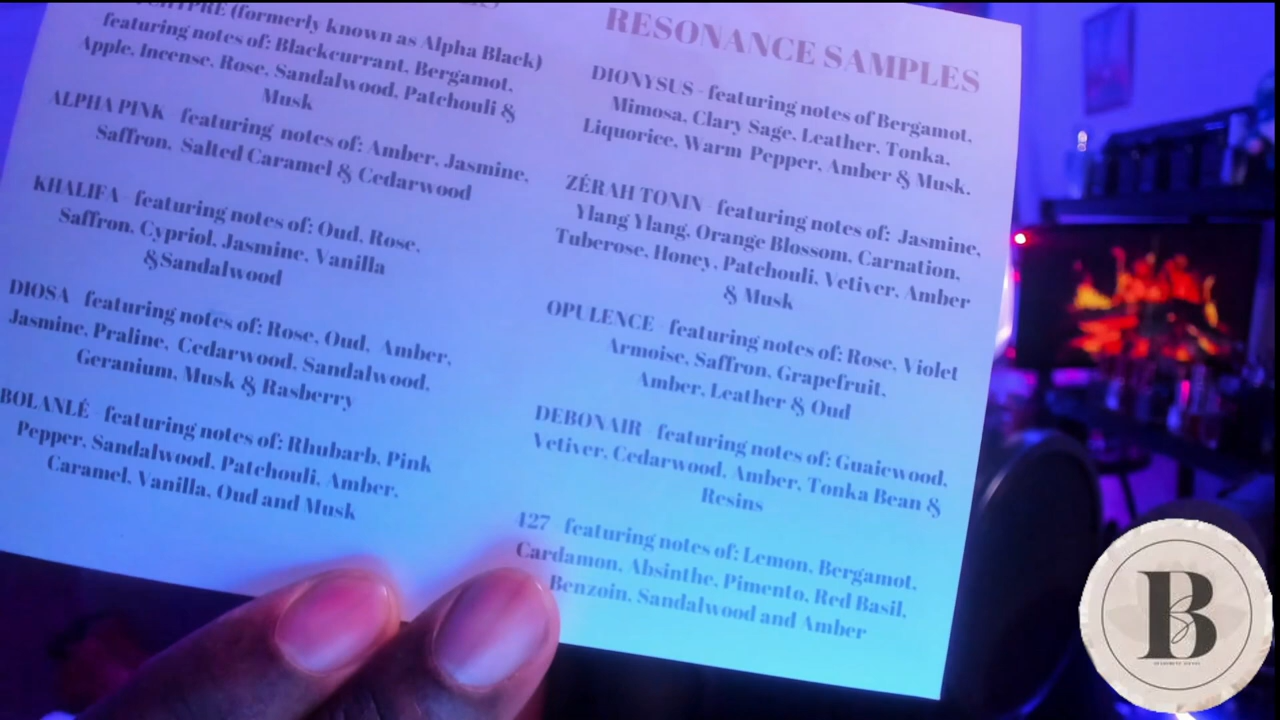 (formerly known as Alpha Black)
featuring notes of: Blackcurrant, Bergamot,
Apple, Incense, Rose, Sandalwood, Patchouli &
Musk
ALPHA PINK - featuring notes of: Amber, Jasmine,
Saffron, Salted Caramel & Cedarwood
KHALIFA - featuring notes of: Oud, Rose,
Saffron, Cypriol, Jasmine, Vanilla
&Sandalwood
DIOSA featuring notes of: Rose, Oud, Amber,
Jasmine, Praline, Cedarwood, Sandalwood,
Geranium, Musk & Rasberry
BOLANLÉ - featuring notes of: Rhubarb, Pink
Pepper, Sandalwood, Patchouli, Amber,
Caramel, Vanilla, Oud and Musk
RESONANCE SAMPLES
DIONYSUS - featuring notes of Bergamot,
Mimosa, Clary Sage, Leather, Tonka,
Liquorice, Warm Pepper, Amber & Musk.
ZÉRAH TONIN featuring notes of: Jasmine,
Ylang Ylang, Orange Blossom, Carnation,
Tuberose, Honey, Patchouli, Vetiver, Amber
& Musk
OPULENCE - featuring notes of: Rose, Violet
Armoise, Saffron, Grapefruit,
Amber, Leather & Oud
DEBONAIR featuring notes of: Guaiewood,
Vetiver, Cedarwood, Amber, Tonka Bean &
Resins
427 featuring notes of: Lemon, Bergamot,
Cardamon, Absinthe, Pimento, Red Basil,
Benzoin, Sandalwood and Amber
B